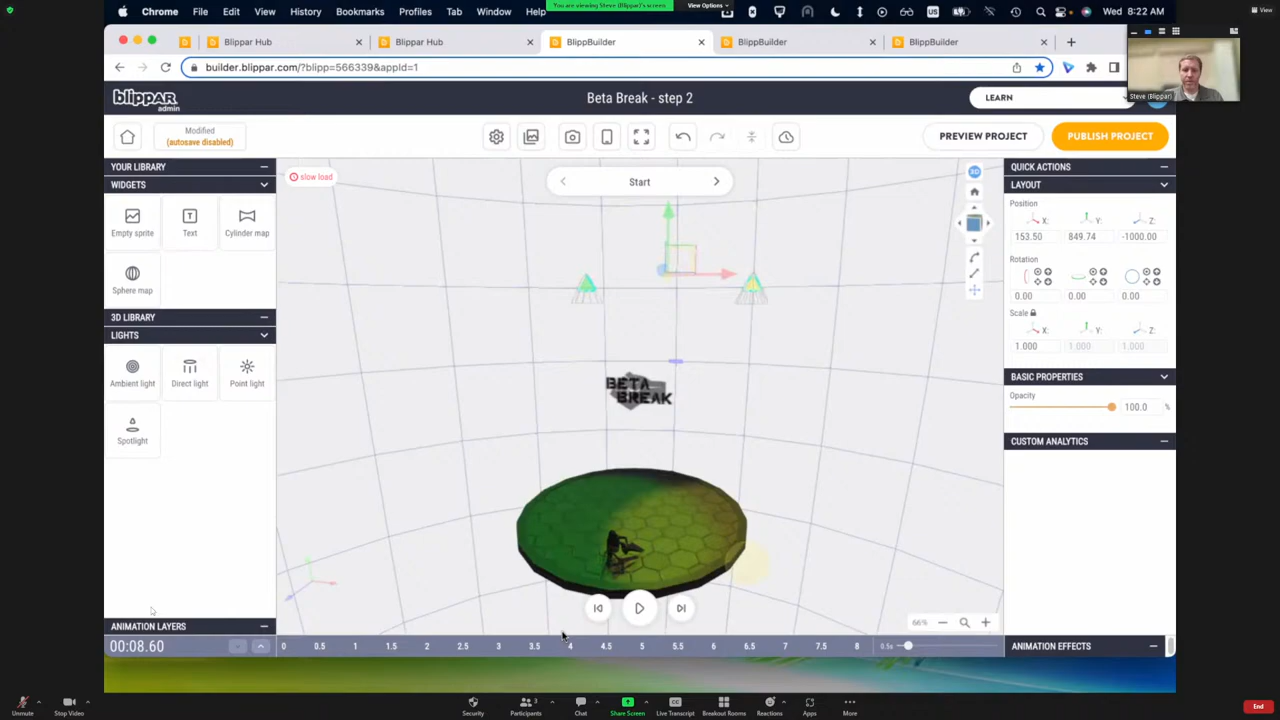 Chrome File Edit View History Bookmarks Profiles Tab Window Help
You are viewing Steve (Blippar)'s screen View Options
US Wed 8:22 AM
View
Blippar Hub Blippar Hub BlippBuilder BlippBuilder BlippBuilder
builder.blippar.com/?blipp=566339&appId=1
Steve (Blippar)
blippar admin
Beta Break - step 2
LEARN
Modified
(autosave disabled)
PREVIEW PROJECT
PUBLISH PROJECT
YOUR LIBRARY
WIDGETS
Empty sprite Text Cylinder map
Sphere map
3D LIBRARY
LIGHTS
Ambient light Direct light Point light
Spotlight
ANIMATION LAYERS
00:08.60
slow load
Start
3D
BETA
BREAK
66%
0 0.5 1 1.5 2 2.5 3 3.5 4 4.5 5 5.5 6 6.5 7 7.5 8 0.5s
QUICK ACTIONS
LAYOUT
Position
X: Y: Z:
153.50 849.74 -1000.00
Rotation
0.00 0.00 0.00
Scale
X: Y: Z:
1.000 1.000 1.000
BASIC PROPERTIES
Opacity
100.0 %
CUSTOM ANALYTICS
ANIMATION EFFECTS
Unmute Stop Video Security Participants 3 Chat Share Screen Live Transcript Breakout Rooms Reactions Apps More End